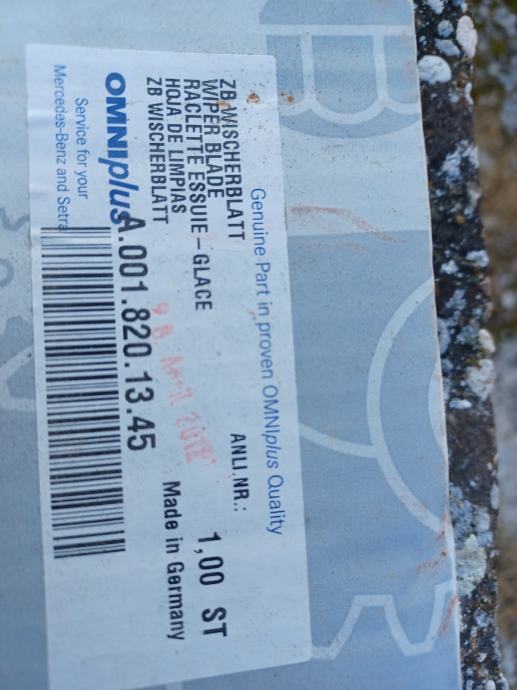 Genuine Part in proven OMNIplus Quality
ZB WISCHERBLATT
WIPER BLADE
RACLETTE ESSUIE-GLACE
HOJA DE LIMPIAS
ZB WISCHERBLATT
ANLI.NR.:
1,00 ST
Made in Germany
A.001.820.13.45
OMNIplus
Service for your
Mercedes-Benz and Setra